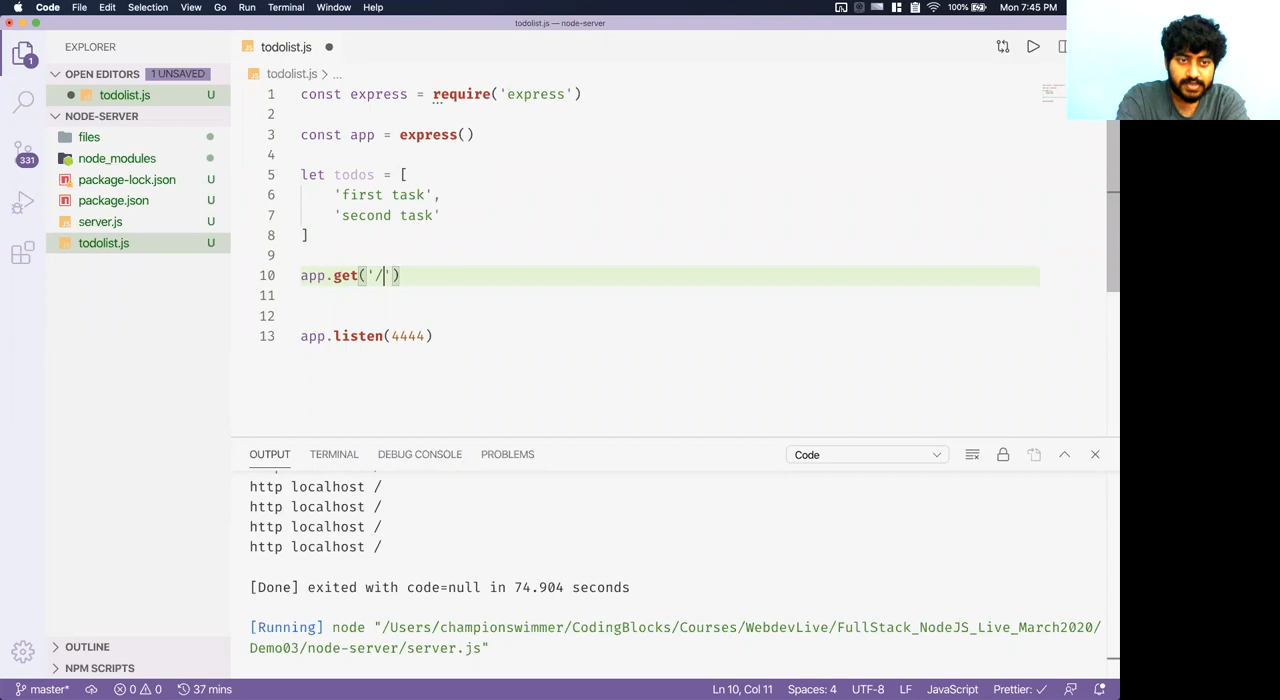 Code File Edit Selection View Go Run Terminal Window Help 100% Mon 7:45 PM
todolist.js — node-server
EXPLORER
todolist.js
OPEN EDITORS 1 UNSAVED
todolist.js U
NODE-SERVER
files
node_modules
package-lock.json U
package.json U
server.js U
todolist.js U
OUTLINE
NPM SCRIPTS
1
331
todolist.js > ...
1 const express = require('express')
2
3 const app = express()
4
5 let todos = [
6 'first task',
7 'second task'
8 ]
9
10 app.get('/')
11
12
13 app.listen(4444)
OUTPUT TERMINAL DEBUG CONSOLE PROBLEMS Code
http localhost /
http localhost /
http localhost /
http localhost /
[Done] exited with code=null in 74.904 seconds
[Running] node "/Users/championswimmer/CodingBlocks/Courses/WebdevLive/FullStack_NodeJS_Live_March2020/
Demo03/node-server/server.js"
master* 0 0 37 mins Ln 10, Col 11 Spaces: 4 UTF-8 LF JavaScript Prettier: ✓